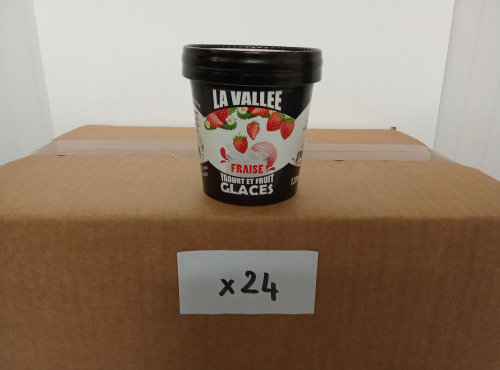 LA VALLEE
FRAISE
YAOURT ET FRUIT
GLACES
x24